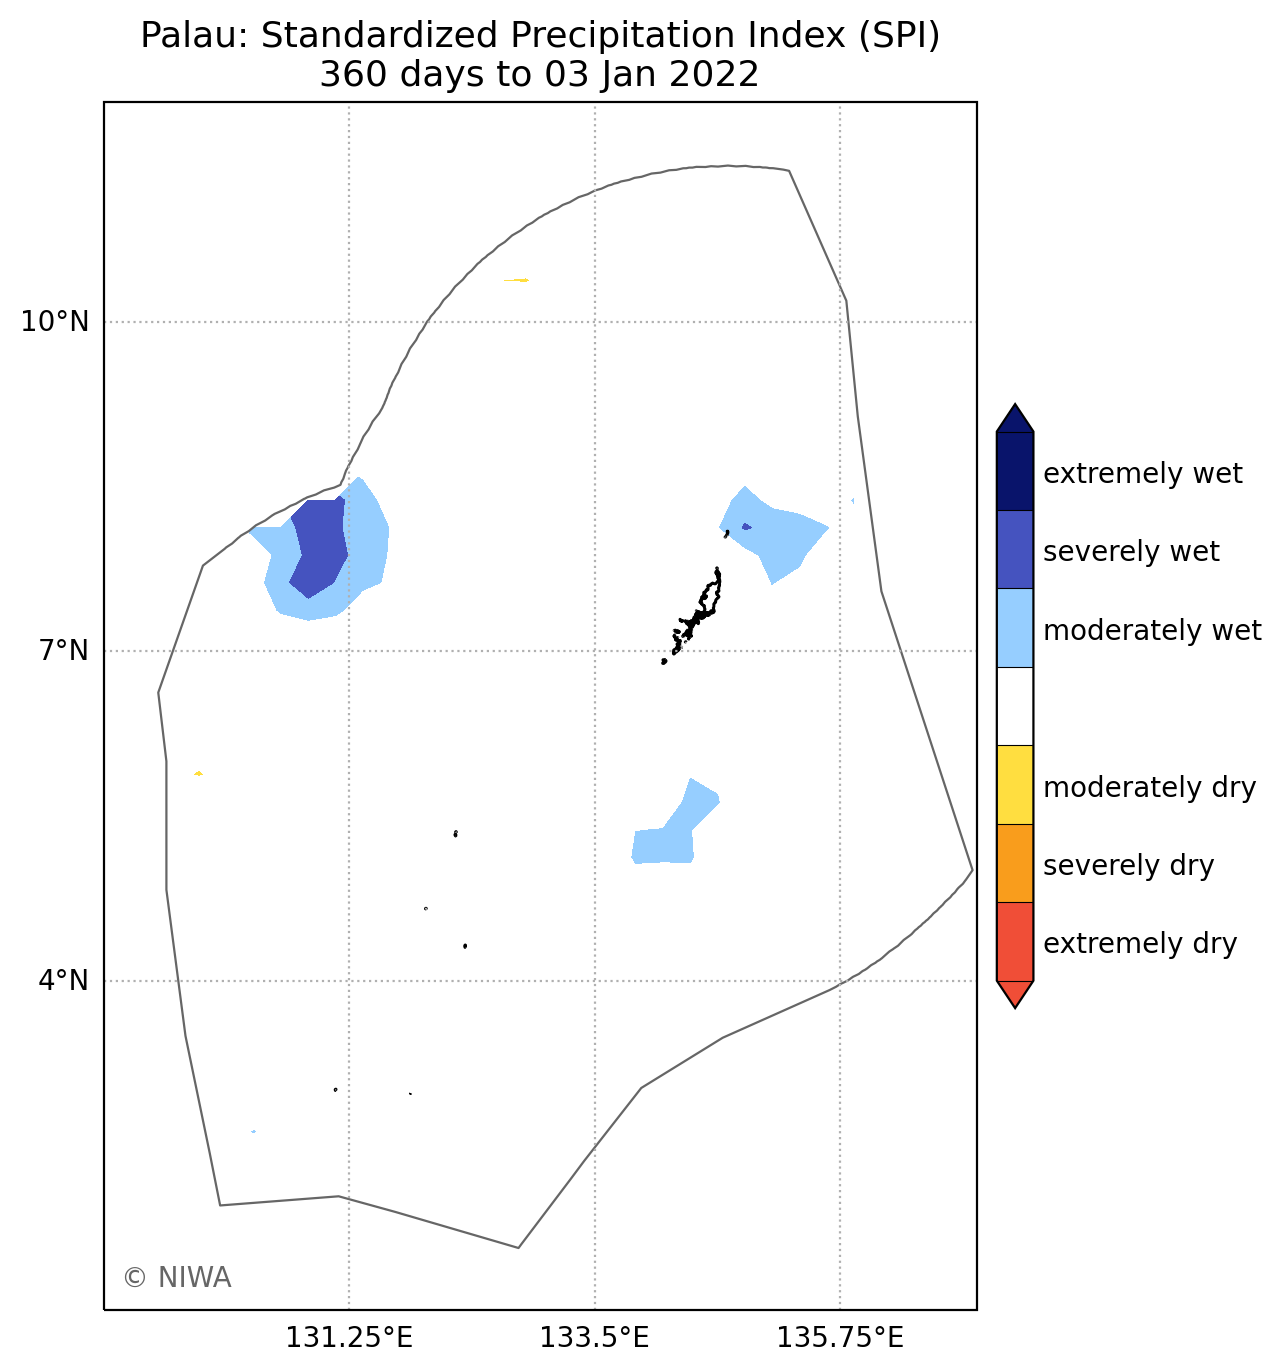 Palau: Standardized Precipitation Index (SPI)
360 days to 03 Jan 2022
10°N
7°N
4°N
131.25°E
133.5°E
135.75°E
extremely wet
severely wet
moderately wet
moderately dry
severely dry
extremely dry
© NIWA